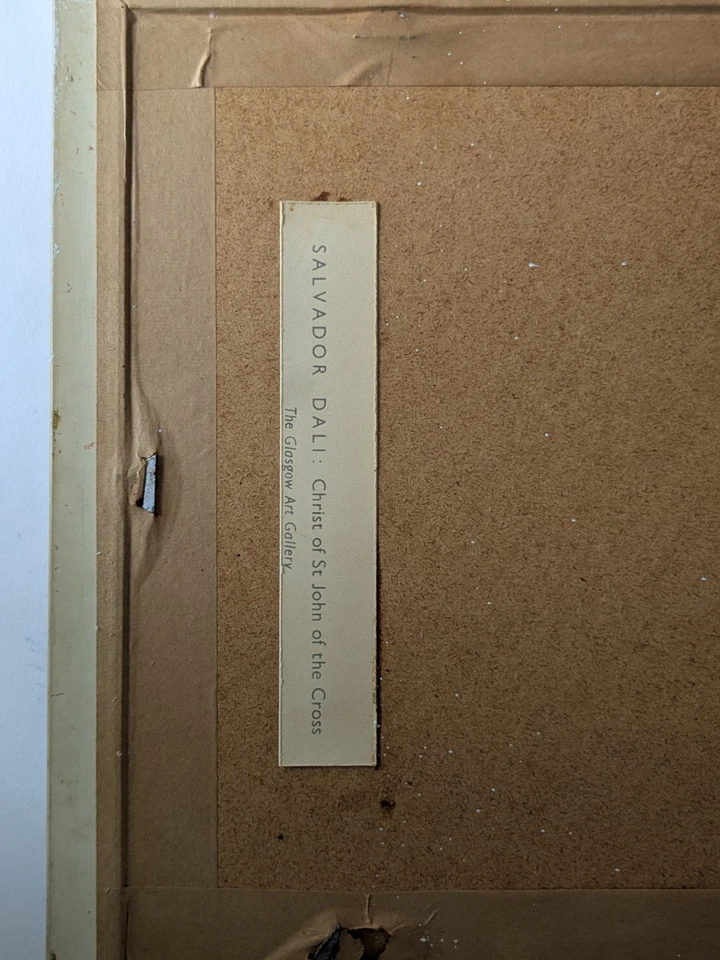 SALVADOR DALI: Christ of St John of the Cross
The Glasgow Art Gallery